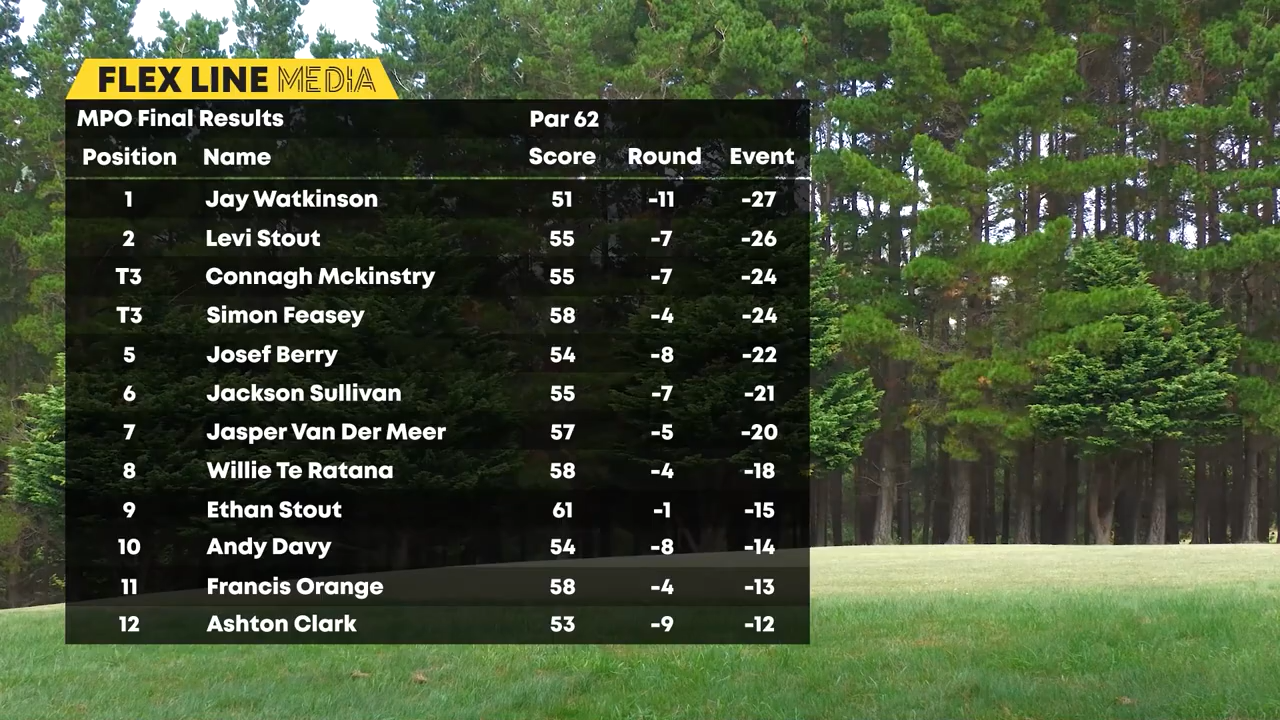 FLEX LINE MEDIA
MPO Final Results Par 62
Position Name Score Round Event
1 Jay Watkinson 51 -11 -27
2 Levi Stout 55 -7 -26
T3 Connagh Mckinstry 55 -7 -24
T3 Simon Feasey 58 -4 -24
5 Josef Berry 54 -8 -22
6 Jackson Sullivan 55 -7 -21
7 Jasper Van Der Meer 57 -5 -20
8 Willie Te Ratana 58 -4 -18
9 Ethan Stout 61 -1 -15
10 Andy Davy 54 -8 -14
11 Francis Orange 58 -4 -13
12 Ashton Clark 53 -9 -12